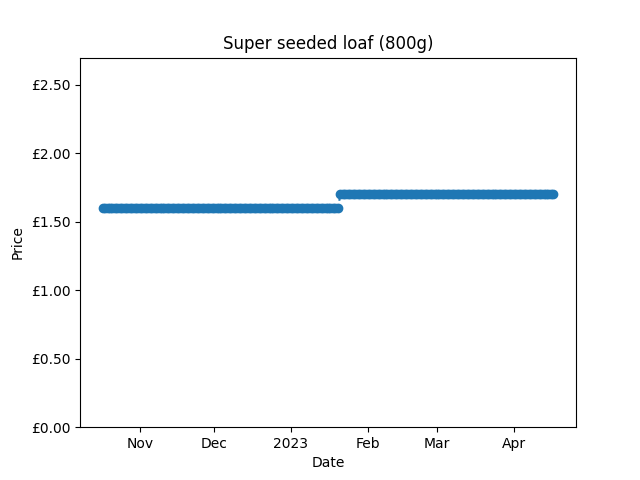 Super seeded loaf (800g)
£2.50
£2.00
£1.50
£1.00
£0.50
£0.00
Price
Nov Dec 2023 Feb Mar Apr
Date